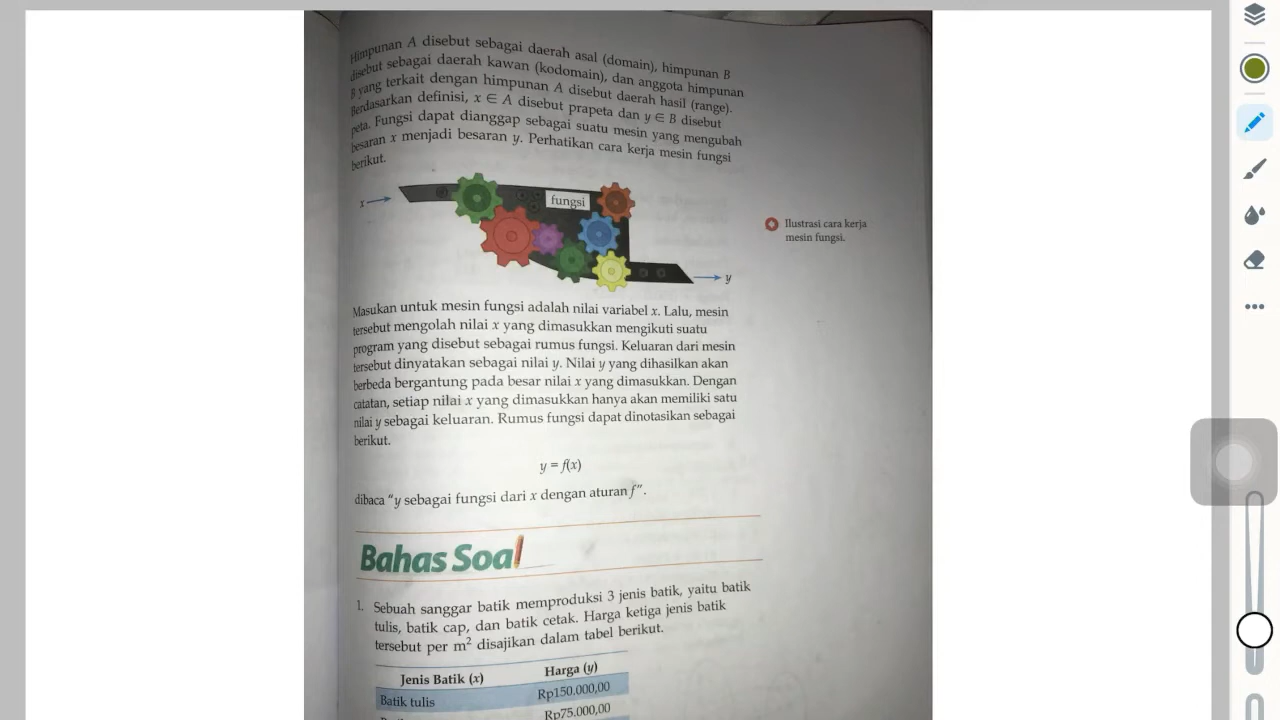 Himpunan A disebut sebagai daerah asal (domain), himpunan B
disebut sebagai daerah kawan (kodomain), dan anggota himpunan
B yang terkait dengan himpunan A disebut daerah hasil (range).
Berdasarkan definisi, x ∈ A disebut prapeta dan y ∈ B disebut
peta. Fungsi dapat dianggap sebagai suatu mesin yang mengubah
besaran x menjadi besaran y. Perhatikan cara kerja mesin fungsi
berikut.
x
fungsi
y
Ilustrasi cara kerja
mesin fungsi.
Masukan untuk mesin fungsi adalah nilai variabel x. Lalu, mesin
tersebut mengolah nilai x yang dimasukkan mengikuti suatu
program yang disebut sebagai rumus fungsi. Keluaran dari mesin
tersebut dinyatakan sebagai nilai y. Nilai y yang dihasilkan akan
berbeda bergantung pada besar nilai x yang dimasukkan. Dengan
catatan, setiap nilai x yang dimasukkan hanya akan memiliki satu
nilai y sebagai keluaran. Rumus fungsi dapat dinotasikan sebagai
berikut.
y = f(x)
dibaca "y sebagai fungsi dari x dengan aturan f".
Bahas Soal
1. Sebuah sanggar batik memproduksi 3 jenis batik, yaitu batik
tulis, batik cap, dan batik cetak. Harga ketiga jenis batik
tersebut per m² disajikan dalam tabel berikut.
Jenis Batik (x) Harga (y)
Batik tulis Rp150.000,00
Rp75.000,00